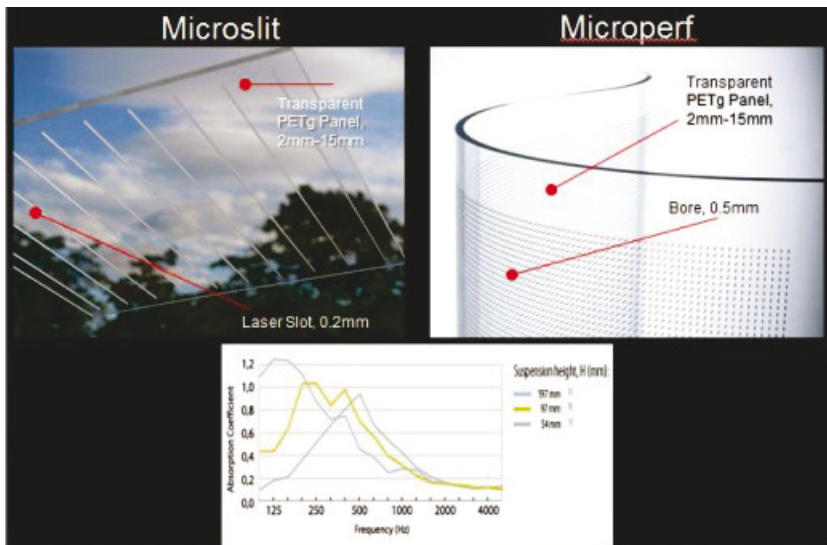 Microslit
Microperf
Transparent
PETg Panel,
2mm-15mm
Laser Slot, 0.2mm
Transparent
PETg Panel,
2mm-15mm
Bore, 0.5mm
1,2
1,0
0,8
0,6
0,4
0,2
0,0
Absorption Coefficient
125 250 500 1000 2000 4000
Frequency (Hz)
Suspension height, H (mm):
197 mm
97 mm
54 mm